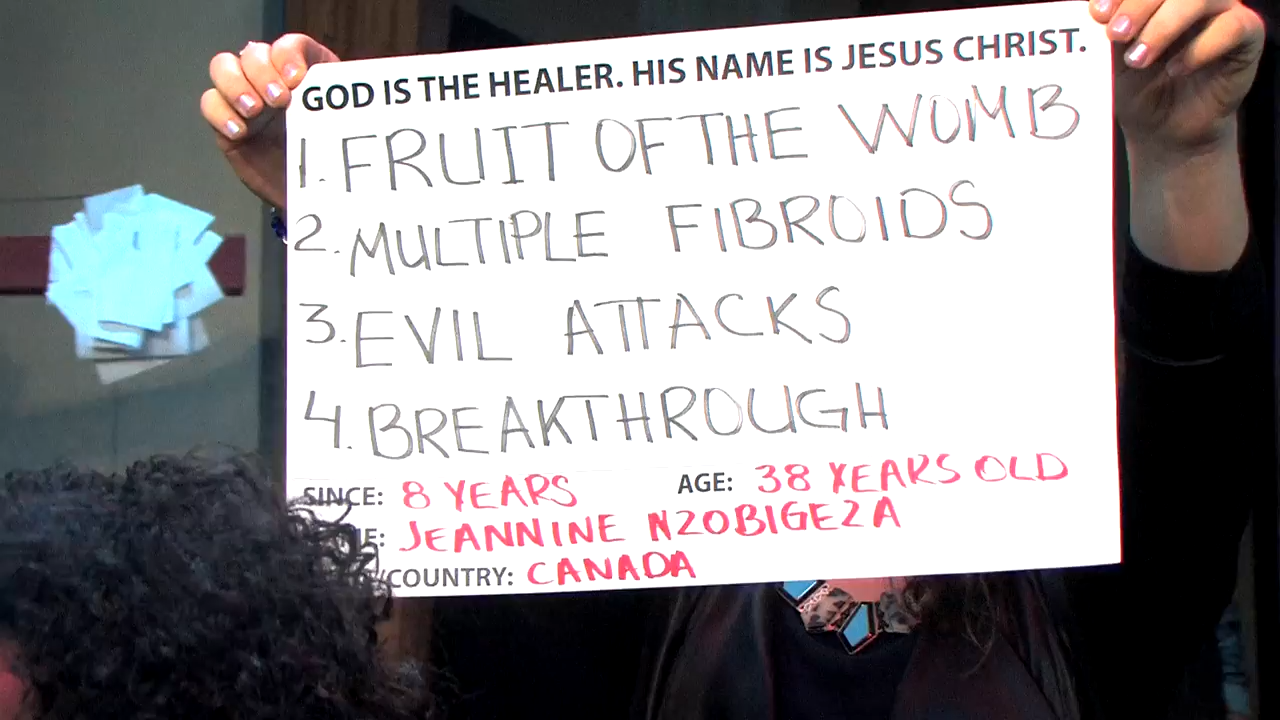 GOD IS THE HEALER. HIS NAME IS JESUS CHRIST.
1. FRUIT OF THE WOMB
2. MULTIPLE FIBROIDS
3. EVIL ATTACKS
4. BREAKTHROUGH
SINCE: 8 YEARS AGE: 38 YEARS OLD
JEANNINE NZOBIGEZA
/COUNTRY: CANADA